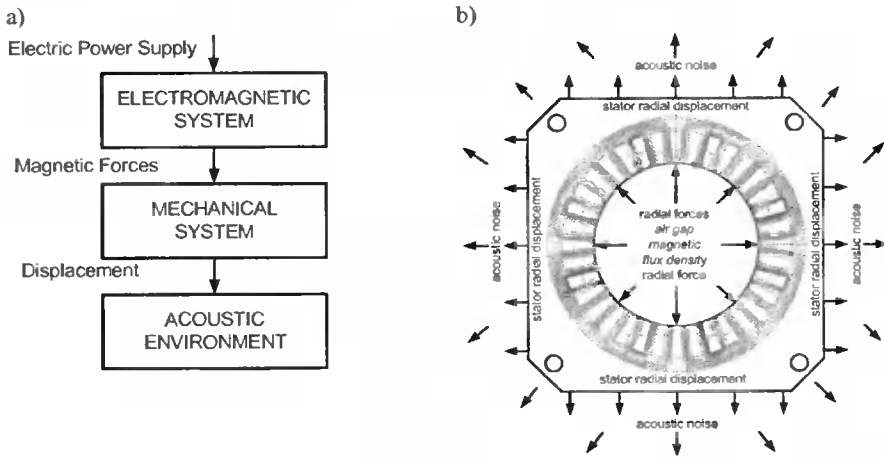 a)
Electric Power Supply
ELECTROMAGNETIC
SYSTEM
Magnetic Forces
MECHANICAL
SYSTEM
Displacement
ACOUSTIC
ENVIRONMENT
b)
acoustic noise
stator radial displacement
acoustic noise
stator radial displacement
radial forces
air gap
magnetic
flux density
radial force
stator radial displacement
acoustic noise
stator radial displacement
acoustic noise